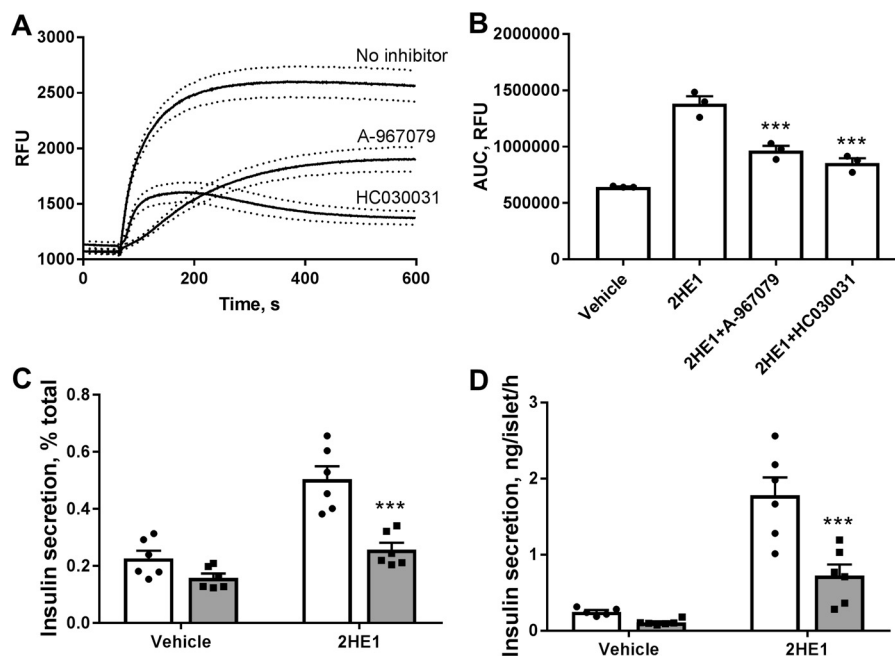 A
3000
2500
2000
1500
1000
RFU
0
200
400
600
Time, s
No inhibitor
A-967079
HC030031
B
1500000
1000000
500000
0
AUC, RFU
***
***
Vehicle
2HE1
2HE1+A-967079
2HE1+HC030031
C
0.8
0.6
0.4
0.2
0.0
Insulin secretion, % total
***
Vehicle
2HE1
D
3
2
1
0
Insulin secretion, ng/islet/h
***
Vehicle
2HE1